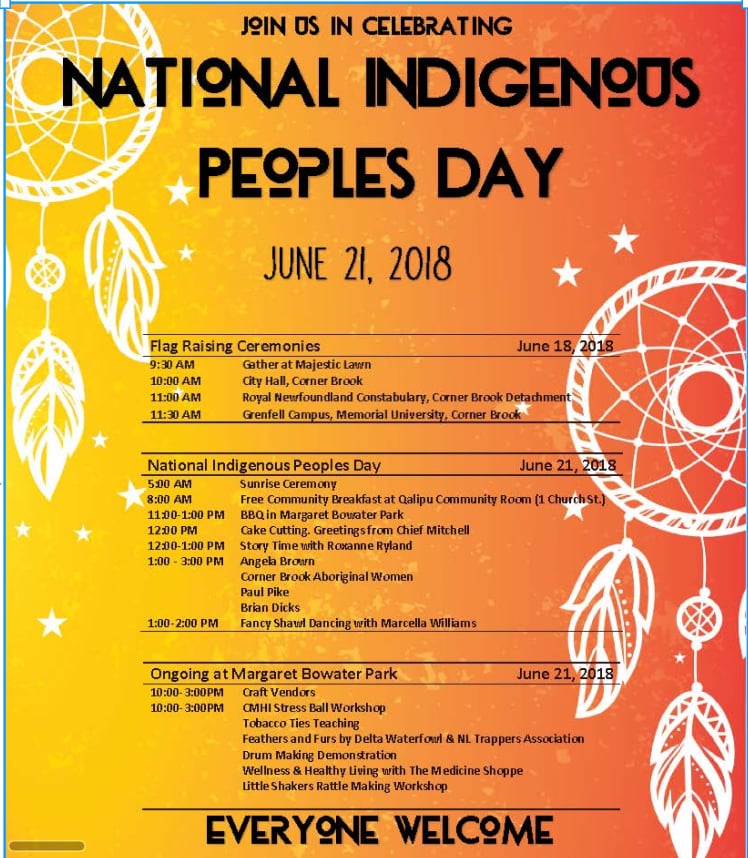 JOIN US IN CELEBRATING
NATIONAL INDIGENOUS
PEOPLES DAY
JUNE 21, 2018
Flag Raising Ceremonies June 18, 2018
9:30 AM Gather at Majestic Lawn
10:00 AM City Hall, Corner Brook
11:00 AM Royal Newfoundland Constabulary, Corner Brook Detachment
11:30 AM Grenfell Campus, Memorial University, Corner Brook
National Indigenous Peoples Day June 21, 2018
5:00 AM Sunrise Ceremony
8:00 AM Free Community Breakfast at Qalipu Community Room (1 Church St.)
11:00-1:00 PM BBQ in Margaret Bowater Park
12:00 PM Cake Cutting. Greetings from Chief Mitchell
12:00-1:00 PM Story Time with Roxanne Ryland
1:00 - 3:00 PM Angela Brown
Corner Brook Aboriginal Women
Paul Pike
Brian Dicks
1:00-2:00 PM Fancy Shawl Dancing with Marcella Williams
Ongoing at Margaret Bowater Park June 21, 2018
10:00-3:00PM Craft Vendors
10:00-3:00PM CMHI Stress Ball Workshop
Tobacco Ties Teaching
Feathers and Furs by Delta Waterfowl & NL Trappers Association
Drum Making Demonstration
Wellness & Healthy Living with The Medicine Shoppe
Little Shakers Rattle Making Workshop
EVERYONE WELCOME